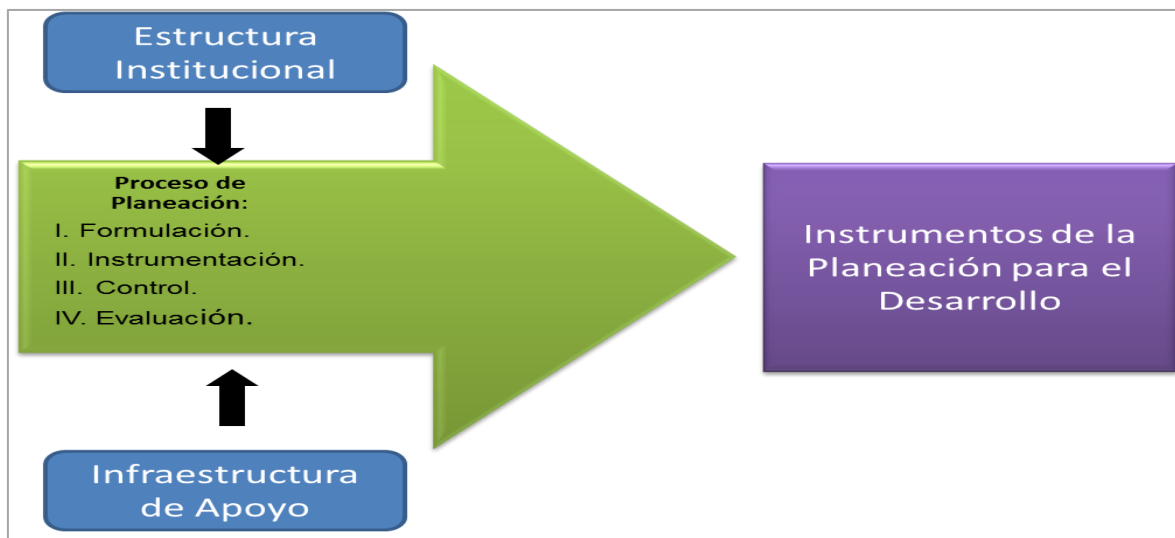 Estructura
Institucional
Proceso de
Planeación:
I. Formulación.
II. Instrumentación.
III. Control.
IV. Evaluación.
Instrumentos de la
Planeación para el
Desarrollo
Infraestructura
de Apoyo